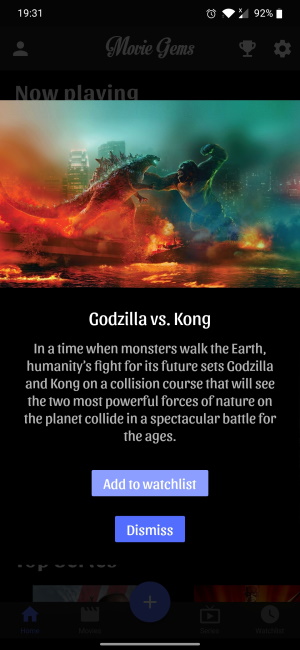 19:31
92%
Movie Gems
Now playing
Godzilla vs. Kong
In a time when monsters walk the Earth,
humanity's fight for its future sets Godzilla
and Kong on a collision course that will see
the two most powerful forces of nature on
the planet collide in a spectacular battle for
the ages.
Add to watchlist
Dismiss
Top Series
Home